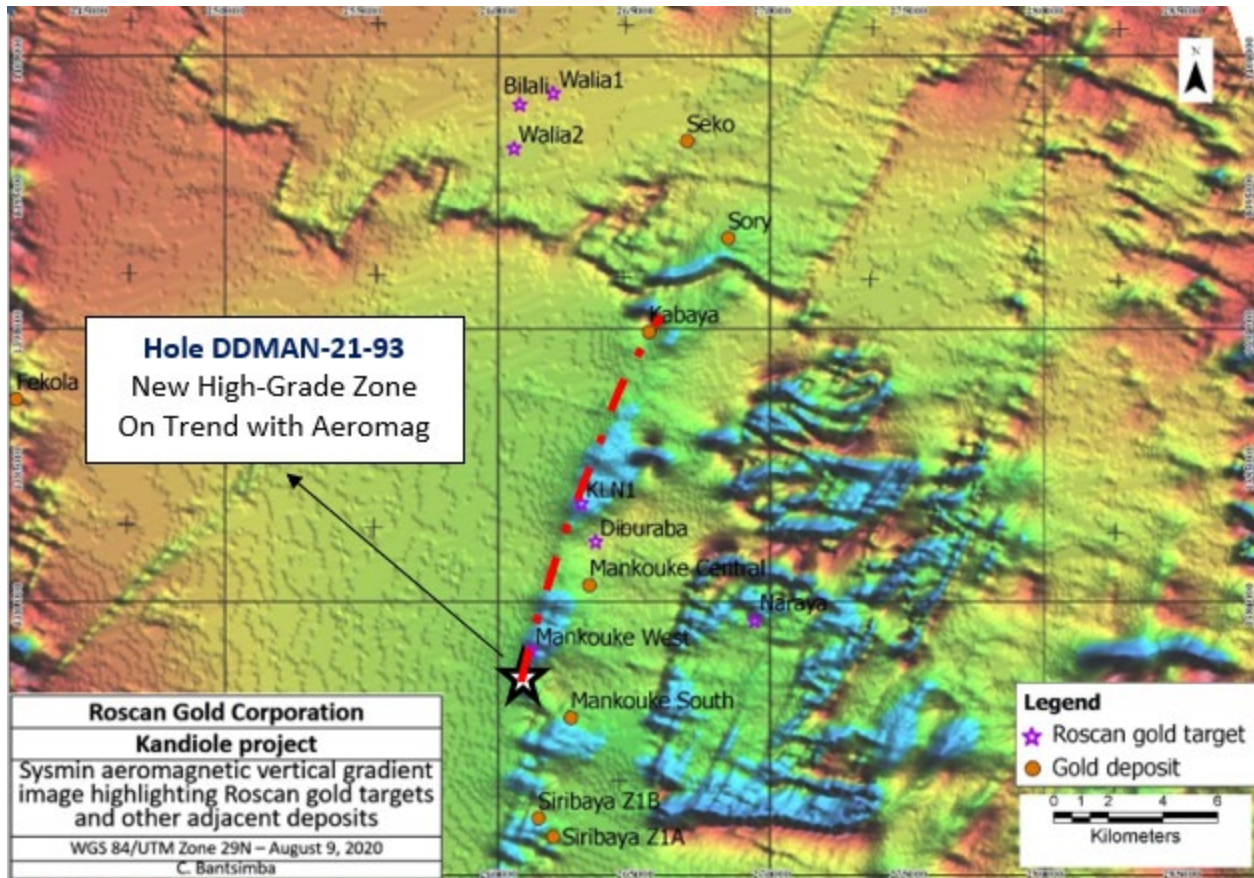 N
Bilali
Walia1
Walia2
Seko
Sory
Kabaya
Fekola
Hole DDMAN-21-93
New High-Grade Zone
On Trend with Aeromag
KLN1
Diouraba
Mankouke Central
Naraya
Mankouke West
Mankouke South
Siribaya Z1B
Siribaya Z1A
Roscan Gold Corporation
Kandiole project
Sysmin aeromagnetic vertical gradient
image highlighting Roscan gold targets
and other adjacent deposits
WGS 84/UTM Zone 29N – August 9, 2020
C. Bantsimba
Legend
Roscan gold target
Gold deposit
0 1 2 4 6
Kilometers